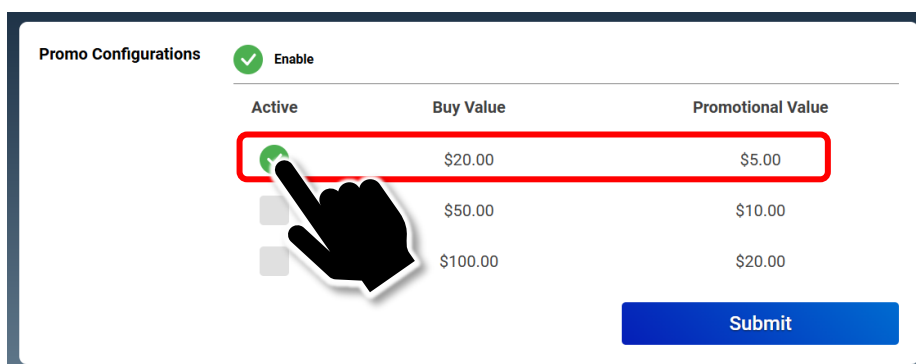 Promo Configurations
Enable
Active Buy Value Promotional Value
$20.00 $5.00
$50.00 $10.00
$100.00 $20.00
Submit